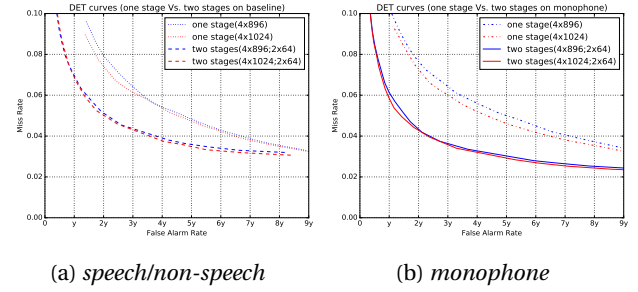 DET curves (one stage Vs. two stages on baseline)
0.10
0.08
0.06
0.04
0.02
0.00
Miss Rate
one stage(4x896)
one stage(4x1024)
two stages(4x896;2x64)
two stages(4x1024;2x64)
0 y 2y 3y 4y 5y 6y 7y 8y 9y
False Alarm Rate
(a) speech/non-speech
DET curves (one stage Vs. two stages on monophone)
0.10
0.08
0.06
0.04
0.02
0.00
Miss Rate
one stage(4x896)
one stage(4x1024)
two stages(4x896;2x64)
two stages(4x1024;2x64)
0 y 2y 3y 4y 5y 6y 7y 8y 9y
False Alarm Rate
(b) monophone